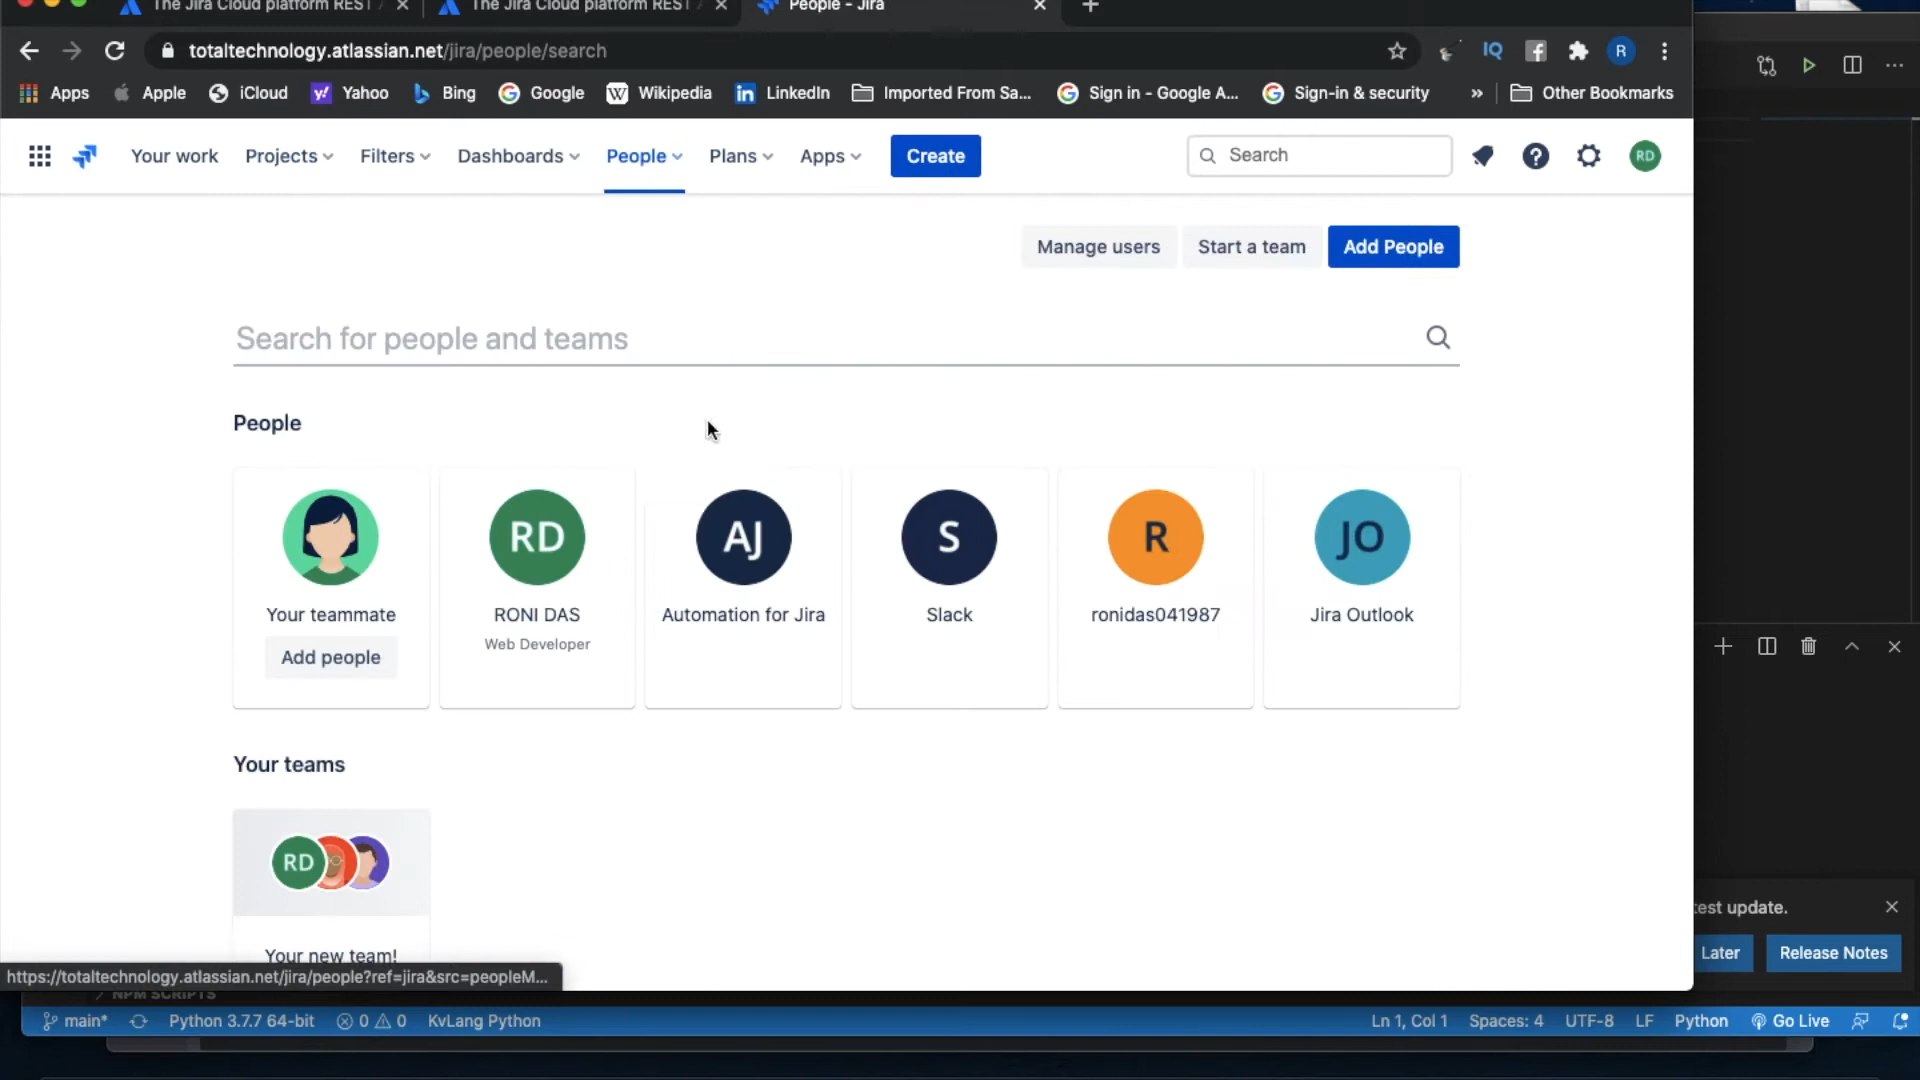 The Jira Cloud platform REST
The Jira Cloud platform REST
People - Jira
totaltechnology.atlassian.net/jira/people/search
IQ
R
Apps
Apple
iCloud
Yahoo
Bing
Google
Wikipedia
LinkedIn
Imported From Sa...
Sign in - Google A...
Sign-in & security
»
Other Bookmarks
Your work
Projects
Filters
Dashboards
People
Plans
Apps
Create
Search
RD
Manage users
Start a team
Add People
Search for people and teams
People
RD
AJ
S
R
JO
Your teammate
RONI DAS
Automation for Jira
Slack
ronidas041987
Jira Outlook
Web Developer
Add people
Your teams
RD
Your new team!
test update.
Later
Release Notes
https://totaltechnology.atlassian.net/jira/people?ref=jira&src=peopleM...
NPM SCRIPTS
main*
Python 3.7.7 64-bit
0
0
KvLang Python
Ln 1, Col 1
Spaces: 4
UTF-8
LF
Python
Go Live